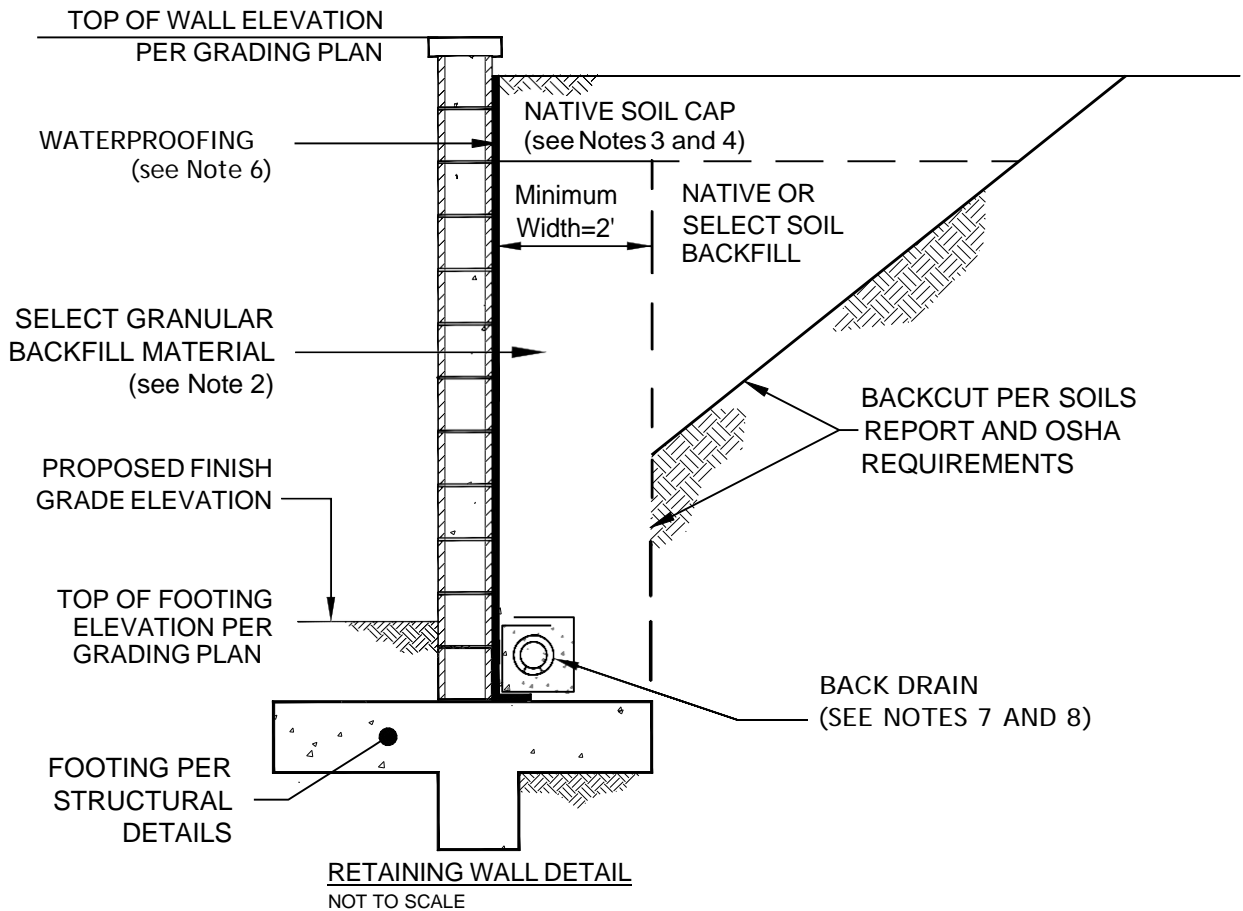 TOP OF WALL ELEVATION
PER GRADING PLAN
WATERPROOFING
(see Note 6)
NATIVE SOIL CAP
(see Notes 3 and 4)
Minimum
Width=2'
NATIVE OR
SELECT SOIL
BACKFILL
SELECT GRANULAR
BACKFILL MATERIAL
(see Note 2)
BACKCUT PER SOILS
REPORT AND OSHA
REQUIREMENTS
PROPOSED FINISH
GRADE ELEVATION
TOP OF FOOTING
ELEVATION PER
GRADING PLAN
BACK DRAIN
(SEE NOTES 7 AND 8)
FOOTING PER
STRUCTURAL
DETAILS
RETAINING WALL DETAIL
NOT TO SCALE